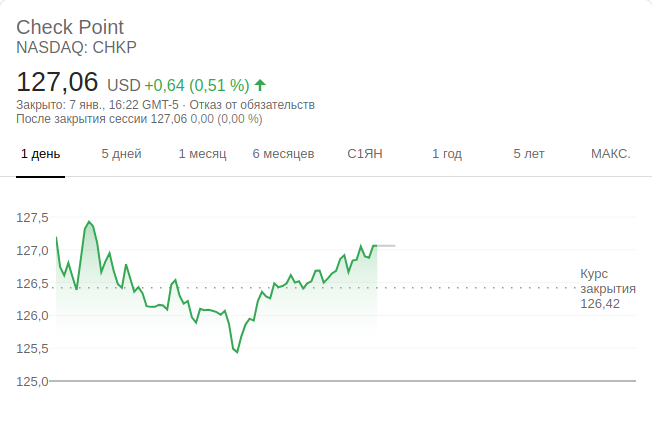 Check Point
NASDAQ: CHKP
127,06 USD +0,64 (0,51 %)
Закрыто: 7 янв., 16:22 GMT-5 · Отказ от обязательств
После закрытия сессии 127,06 0,00 (0,00 %)
1 день 5 дней 1 месяц 6 месяцев С1ЯН 1 год 5 лет МАКС.
127,5
127,0
126,5
126,0
125,5
125,0
Курс
закрытия
126,42